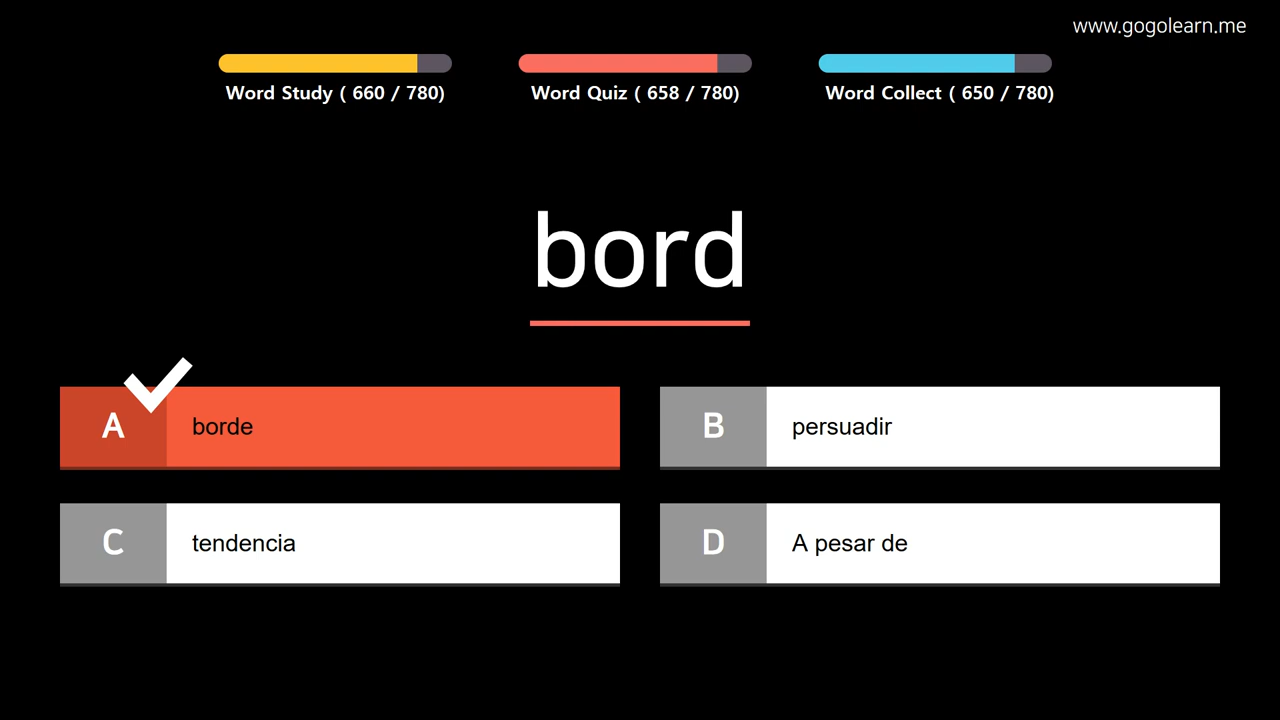 www.gogolearn.me
Word Study ( 660 / 780)
Word Quiz ( 658 / 780)
Word Collect ( 650 / 780)
bord
A borde
B persuadir
C tendencia
D A pesar de